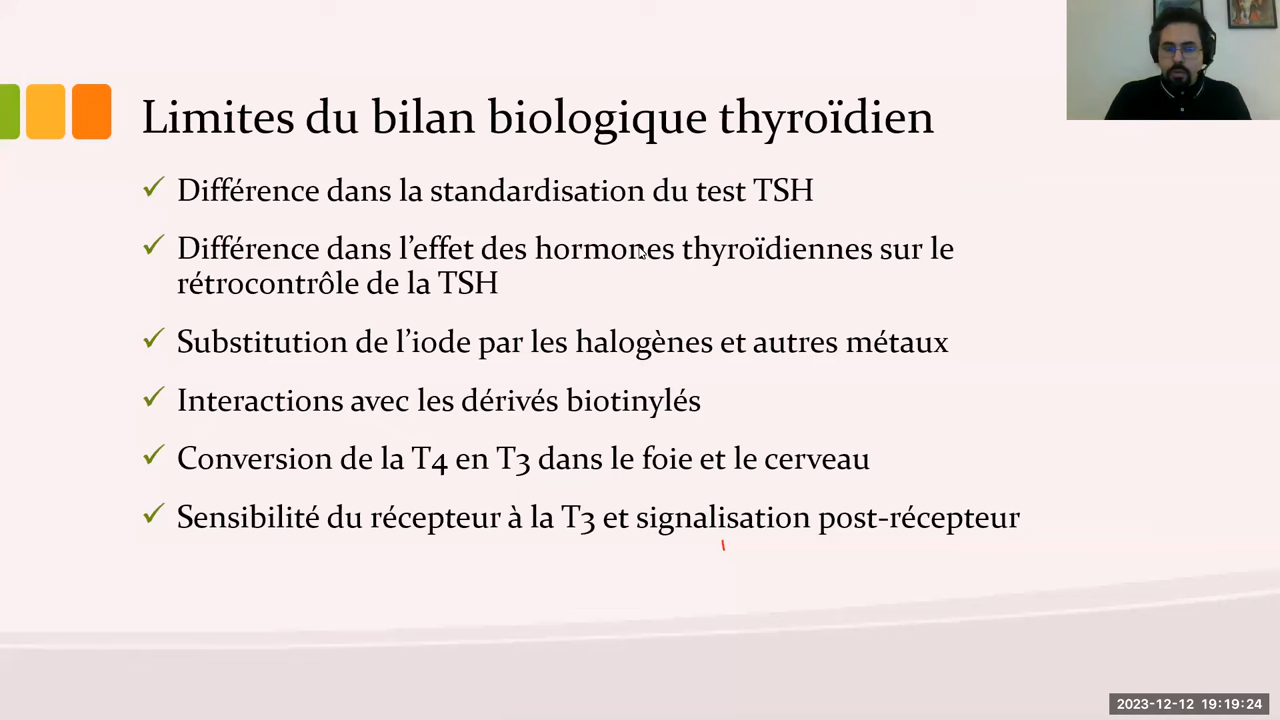 Limites du bilan biologique thyroïdien
Différence dans la standardisation du test TSH
Différence dans l’effet des hormones thyroïdiennes sur le
rétrocontrôle de la TSH
Substitution de l’iode par les halogènes et autres métaux
Interactions avec les dérivés biotinylés
Conversion de la T4 en T3 dans le foie et le cerveau
Sensibilité du récepteur à la T3 et signalisation post-récepteur
2023-12-12 19:19:24